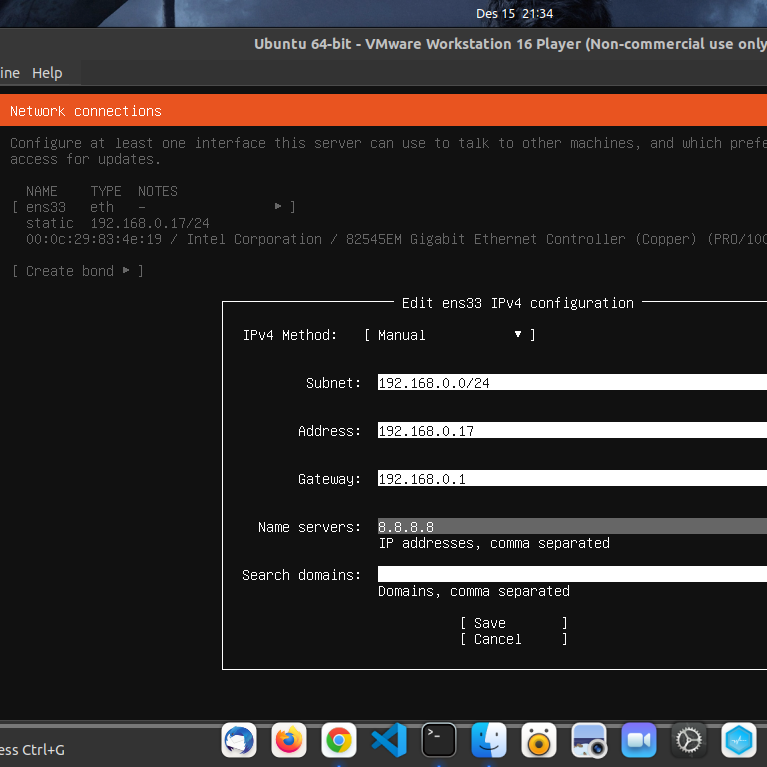 Des 15 21:34
Ubuntu 64-bit - VMware Workstation 16 Player (Non-commercial use only
ine Help
Network connections
Configure at least one interface this server can use to talk to other machines, and which prefe
access for updates.
NAME TYPE NOTES
[ ens33 eth - ▸ ]
static 192.168.0.17/24
00:0c:29:83:4e:19 / Intel Corporation / 82545EM Gigabit Ethernet Controller (Copper) (PRO/100
[ Create bond ▸ ]
Edit ens33 IPv4 configuration
IPv4 Method: [ Manual ▾ ]
Subnet: 192.168.0.0/24
Address: 192.168.0.17
Gateway: 192.168.0.1
Name servers: 8.8.8.8
IP addresses, comma separated
Search domains:
Domains, comma separated
[ Save ]
[ Cancel ]
ess Ctrl+G